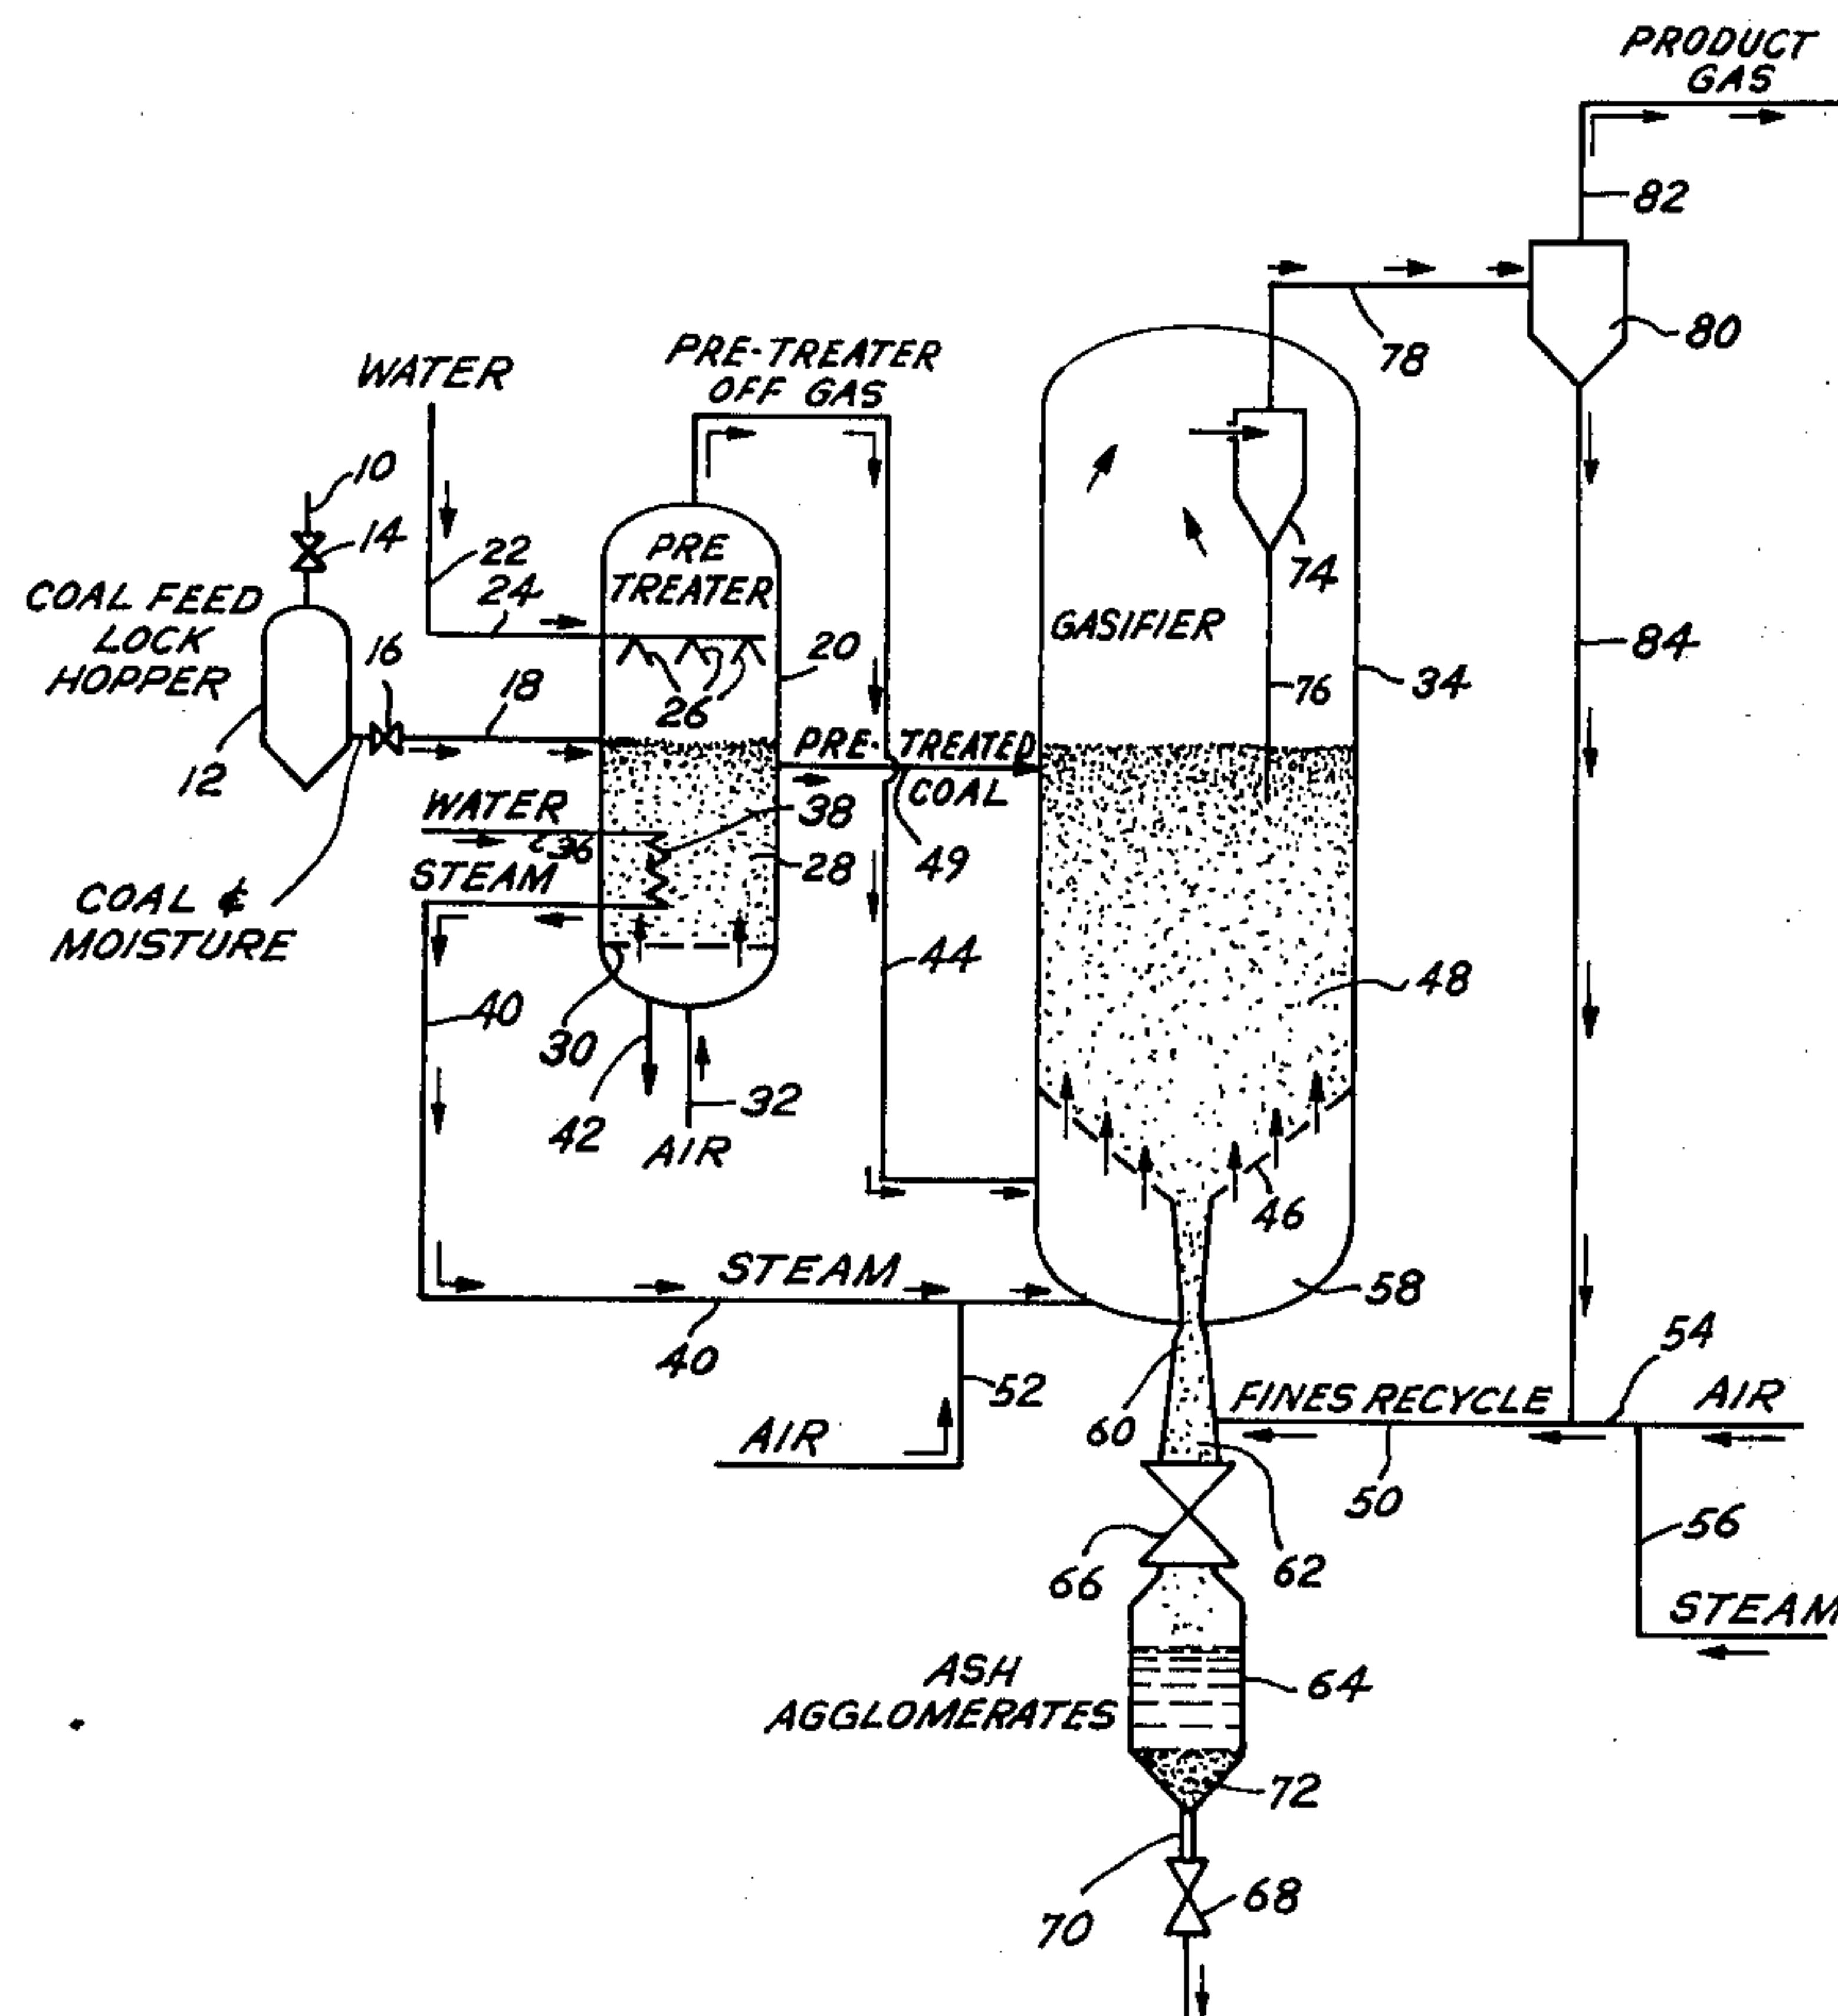 PRODUCT
GAS
82
80
78
WATER
PRE-TREATER
OFF GAS
10
14
22
24
PRE
TREATER
74
COAL FEED
LOCK
HOPPER
16
18
26
20
GASIFIER
76
34
84
12
PRE-TREATED
COAL
WATER
36
38
STEAM
28
49
COAL &
MOISTURE
44
48
40
30
42
32
AIR
46
STEAM
58
40
52
60
54
AIR
FINES RECYCLE
AIR
50
56
66
62
STEAM
ASH
AGGLOMERATES
64
72
70
68